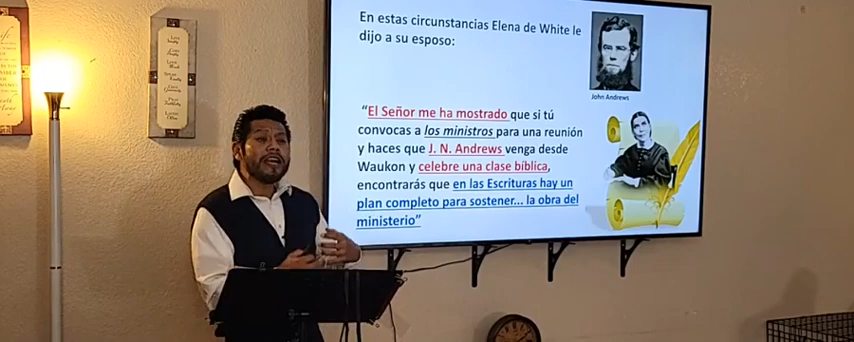 En estas circunstancias Elena de White le
dijo a su esposo:
John Andrews
“El Señor me ha mostrado que si tú
convocas a los ministros para una reunión
y haces que J. N. Andrews venga desde
Waukon y celebre una clase bíblica,
encontrarás que en las Escrituras hay un
plan completo para sostener... la obra del
ministerio”